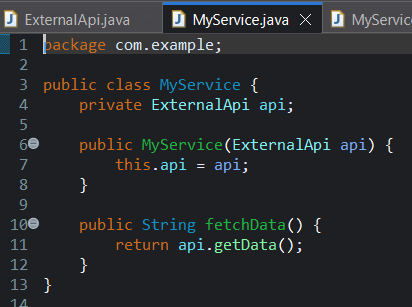 ExternalApi.java MyService.java MyService
1 package com.example;
2
3 public class MyService {
4 private ExternalApi api;
5
6 public MyService(ExternalApi api) {
7 this.api = api;
8 }
9
10 public String fetchData() {
11 return api.getData();
12 }
13 }
14